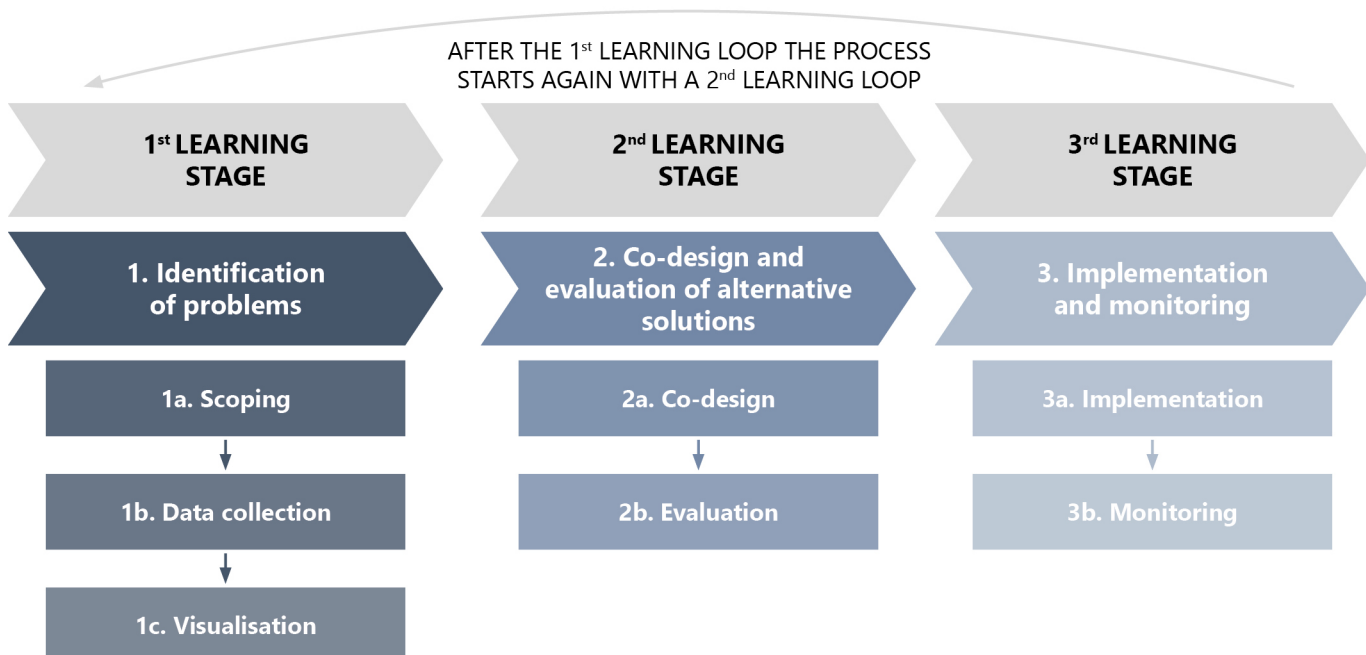 AFTER THE 1st LEARNING LOOP THE PROCESS
STARTS AGAIN WITH A 2nd LEARNING LOOP
1st LEARNING
STAGE
2nd LEARNING
STAGE
3rd LEARNING
STAGE
1. Identification
of problems
2. Co-design and
evaluation of alternative
solutions
3. Implementation
and monitoring
1a. Scoping
1b. Data collection
1c. Visualisation
2a. Co-design
2b. Evaluation
3a. Implementation
3b. Monitoring